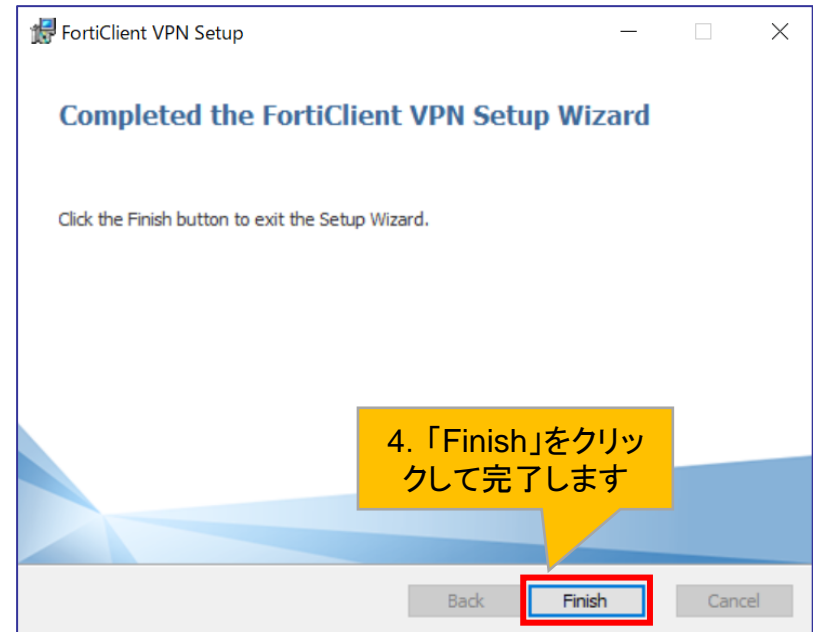 FortiClient VPN Setup
Completed the FortiClient VPN Setup Wizard
Click the Finish button to exit the Setup Wizard.
4. 「Finish」をクリッ
クして完了します
Back Finish Cancel